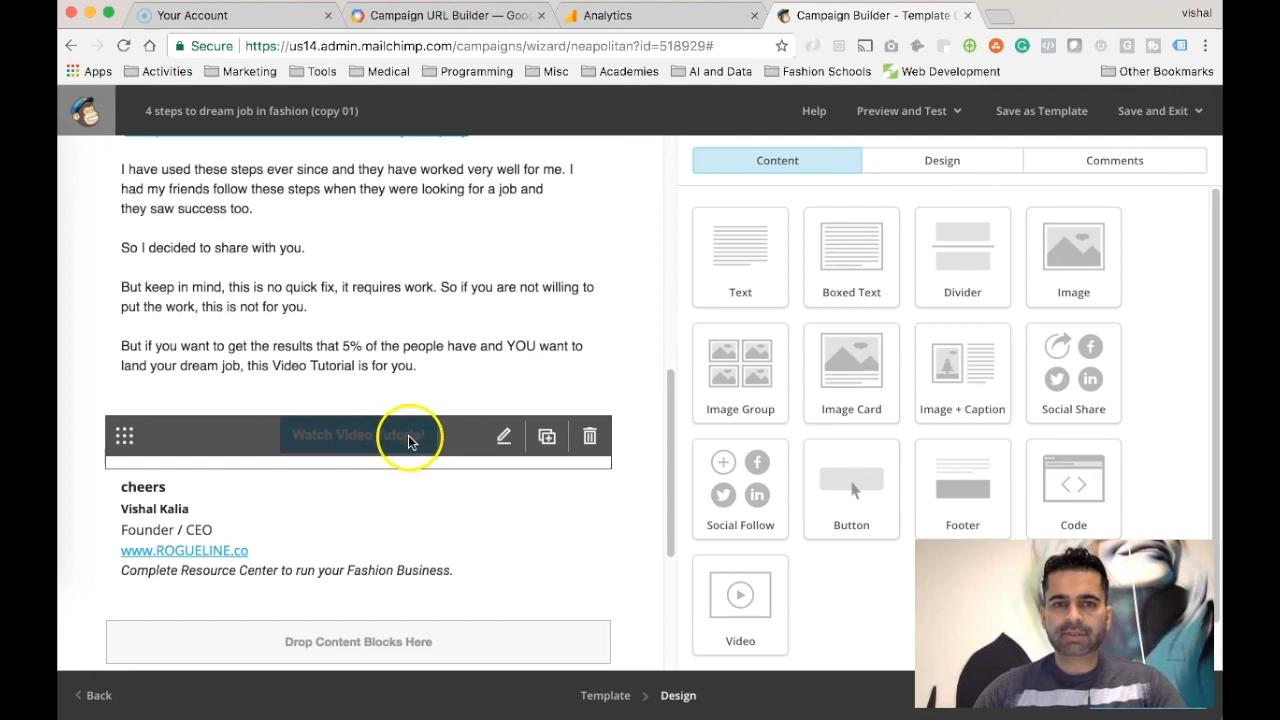 Your Account
Campaign URL Builder — Goo
Analytics
Campaign Builder - Template D
vishal
Secure
https://us14.admin.mailchimp.com/campaigns/wizard/neapolitan?id=518929#
Apps
Activities
Marketing
Tools
Medical
Programming
Misc
Academies
AI and Data
Fashion Schools
Web Development
Other Bookmarks
4 steps to dream job in fashion (copy 01)
Help
Preview and Test
Save as Template
Save and Exit
I have used these steps ever since and they have worked very well for me. I
had my friends follow these steps when they were looking for a job and
they saw success too.
So I decided to share with you.
But keep in mind, this is no quick fix, it requires work. So if you are not willing to
put the work, this is not for you.
But if you want to get the results that 5% of the people have and YOU want to
land your dream job, this Video Tutorial is for you.
Watch Video Tutorial
cheers
Vishal Kalia
Founder / CEO
www.ROGUELINE.co
Complete Resource Center to run your Fashion Business.
Drop Content Blocks Here
Content
Design
Comments
Text
Boxed Text
Divider
Image
Image Group
Image Card
Image + Caption
Social Share
Social Follow
Button
Footer
Code
Video
Back
Template
Design